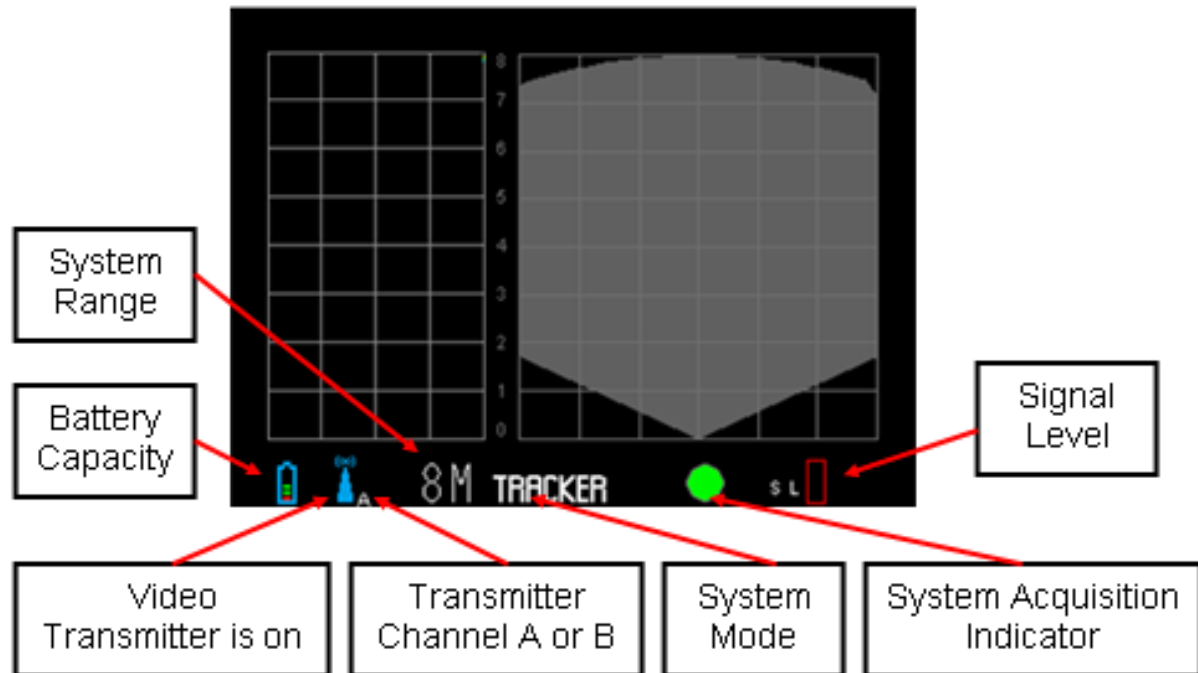 8
7
6
5
4
3
2
1
0
System
Range
Battery
Capacity
Signal
Level
A
8M TRACKER
S L
Video
Transmitter is on
Transmitter
Channel A or B
System
Mode
System Acquisition
Indicator